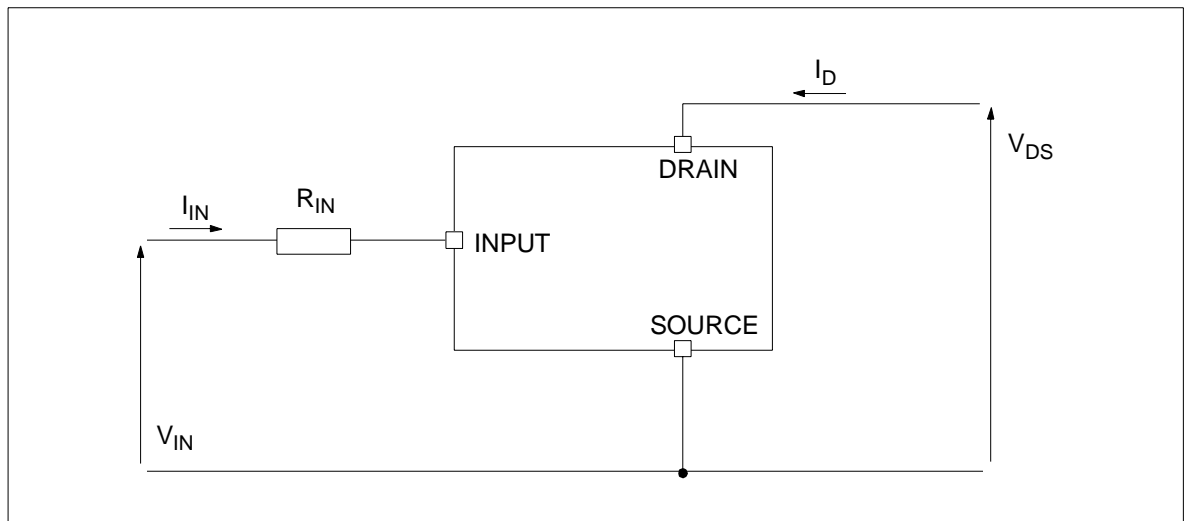 I_D
DRAIN
V_DS
I_IN
R_IN
INPUT
SOURCE
V_IN